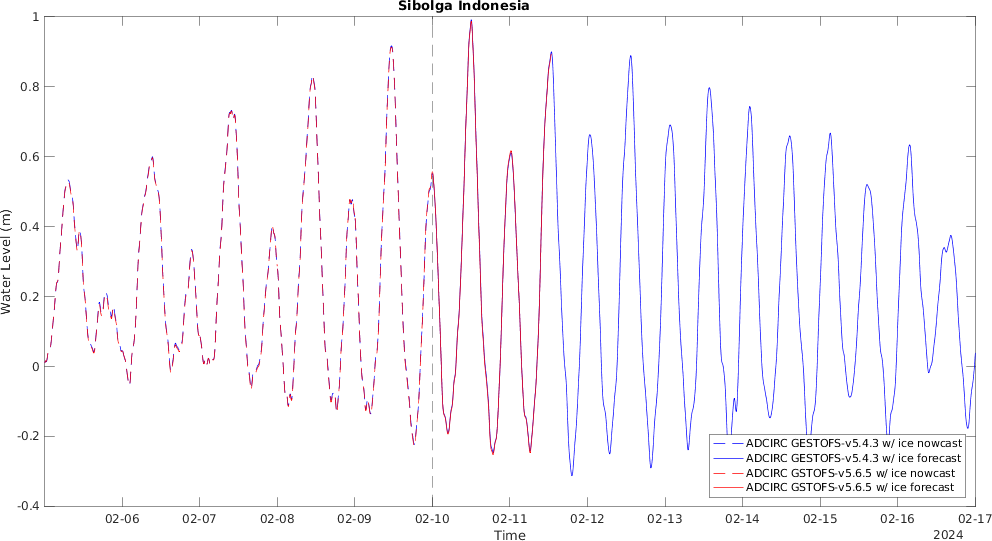 Sibolga Indonesia
1
0.8
0.6
0.4
0.2
0
-0.2
-0.4
Water Level (m)
ADCIRC GESTOFS-v5.4.3 w/ ice nowcast
ADCIRC GESTOFS-v5.4.3 w/ ice forecast
ADCIRC GSTOFS-v5.6.5 w/ ice nowcast
ADCIRC GSTOFS-v5.6.5 w/ ice forecast
02-06 02-07 02-08 02-09 02-10 02-11 02-12 02-13 02-14 02-15 02-16 02-17
Time
2024